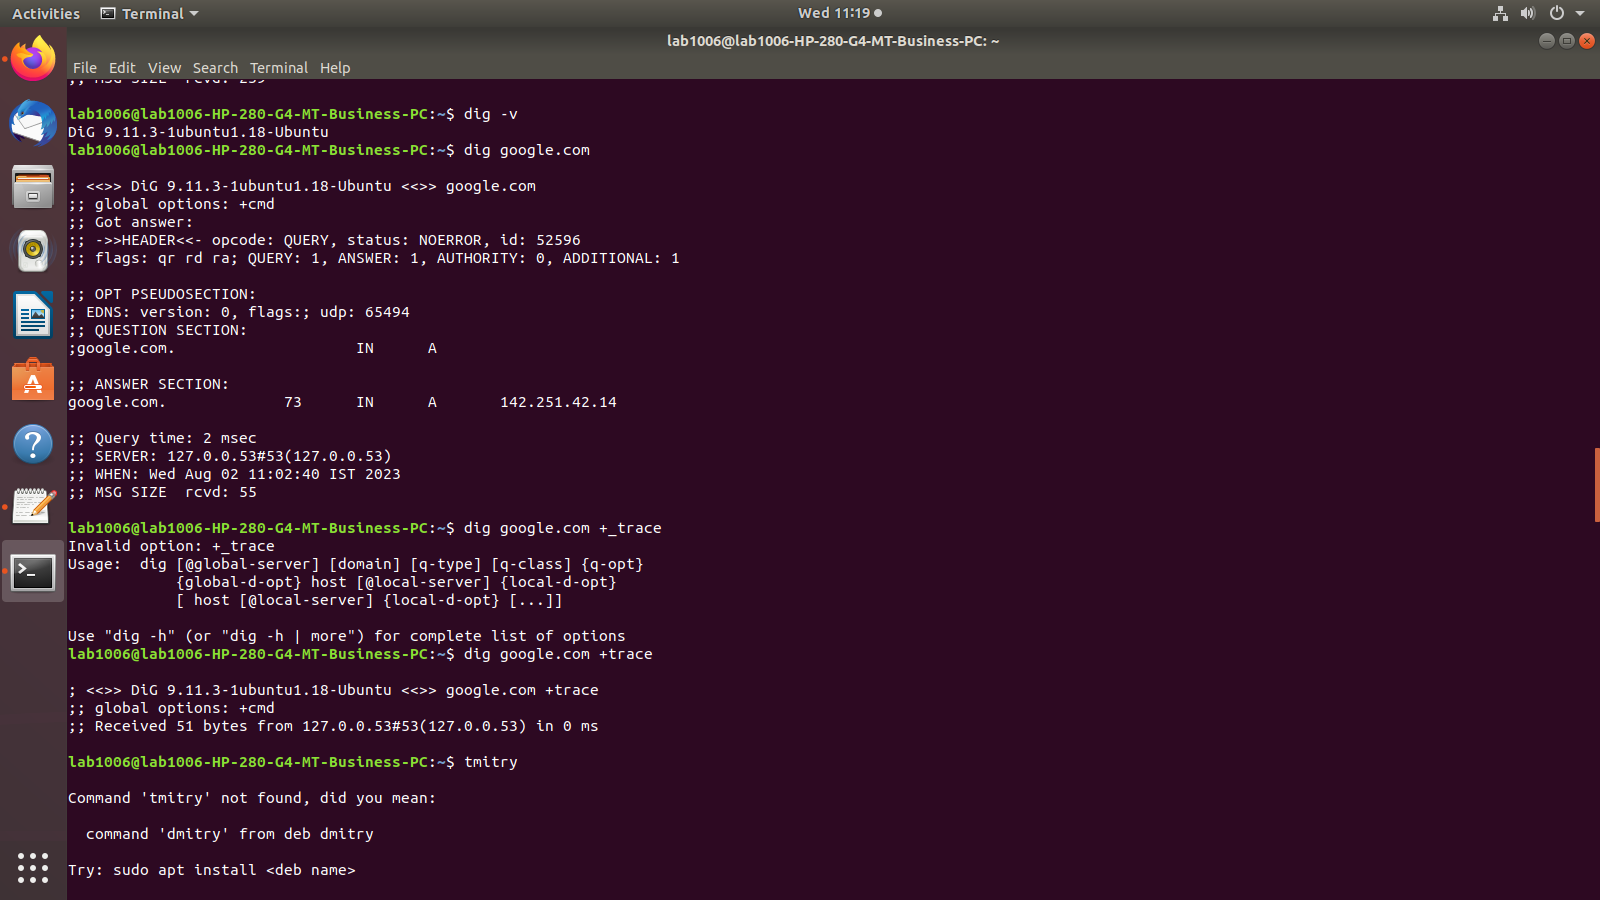 Activities
Terminal
Wed 11:19
lab1006@lab1006-HP-280-G4-MT-Business-PC: ~
File Edit View Search Terminal Help
;; MSG SIZE  rcvd: 239
lab1006@lab1006-HP-280-G4-MT-Business-PC:~$ dig -v
DiG 9.11.3-1ubuntu1.18-Ubuntu
lab1006@lab1006-HP-280-G4-MT-Business-PC:~$ dig google.com
; <<>> DiG 9.11.3-1ubuntu1.18-Ubuntu <<>> google.com
;; global options: +cmd
;; Got answer:
;; ->>HEADER<<- opcode: QUERY, status: NOERROR, id: 52596
;; flags: qr rd ra; QUERY: 1, ANSWER: 1, AUTHORITY: 0, ADDITIONAL: 1
;; OPT PSEUDOSECTION:
; EDNS: version: 0, flags:; udp: 65494
;; QUESTION SECTION:
;google.com.                    IN      A
;; ANSWER SECTION:
google.com.             73      IN      A       142.251.42.14
;; Query time: 2 msec
;; SERVER: 127.0.0.53#53(127.0.0.53)
;; WHEN: Wed Aug 02 11:02:40 IST 2023
;; MSG SIZE  rcvd: 55
lab1006@lab1006-HP-280-G4-MT-Business-PC:~$ dig google.com +_trace
Invalid option: +_trace
Usage:  dig [@global-server] [domain] [q-type] [q-class] {q-opt}
{global-d-opt} host [@local-server] {local-d-opt}
[ host [@local-server] {local-d-opt} [...]]
Use "dig -h" (or "dig -h | more") for complete list of options
lab1006@lab1006-HP-280-G4-MT-Business-PC:~$ dig google.com +trace
; <<>> DiG 9.11.3-1ubuntu1.18-Ubuntu <<>> google.com +trace
;; global options: +cmd
;; Received 51 bytes from 127.0.0.53#53(127.0.0.53) in 0 ms
lab1006@lab1006-HP-280-G4-MT-Business-PC:~$ tmitry
Command 'tmitry' not found, did you mean:
command 'dmitry' from deb dmitry
Try: sudo apt install <deb name>